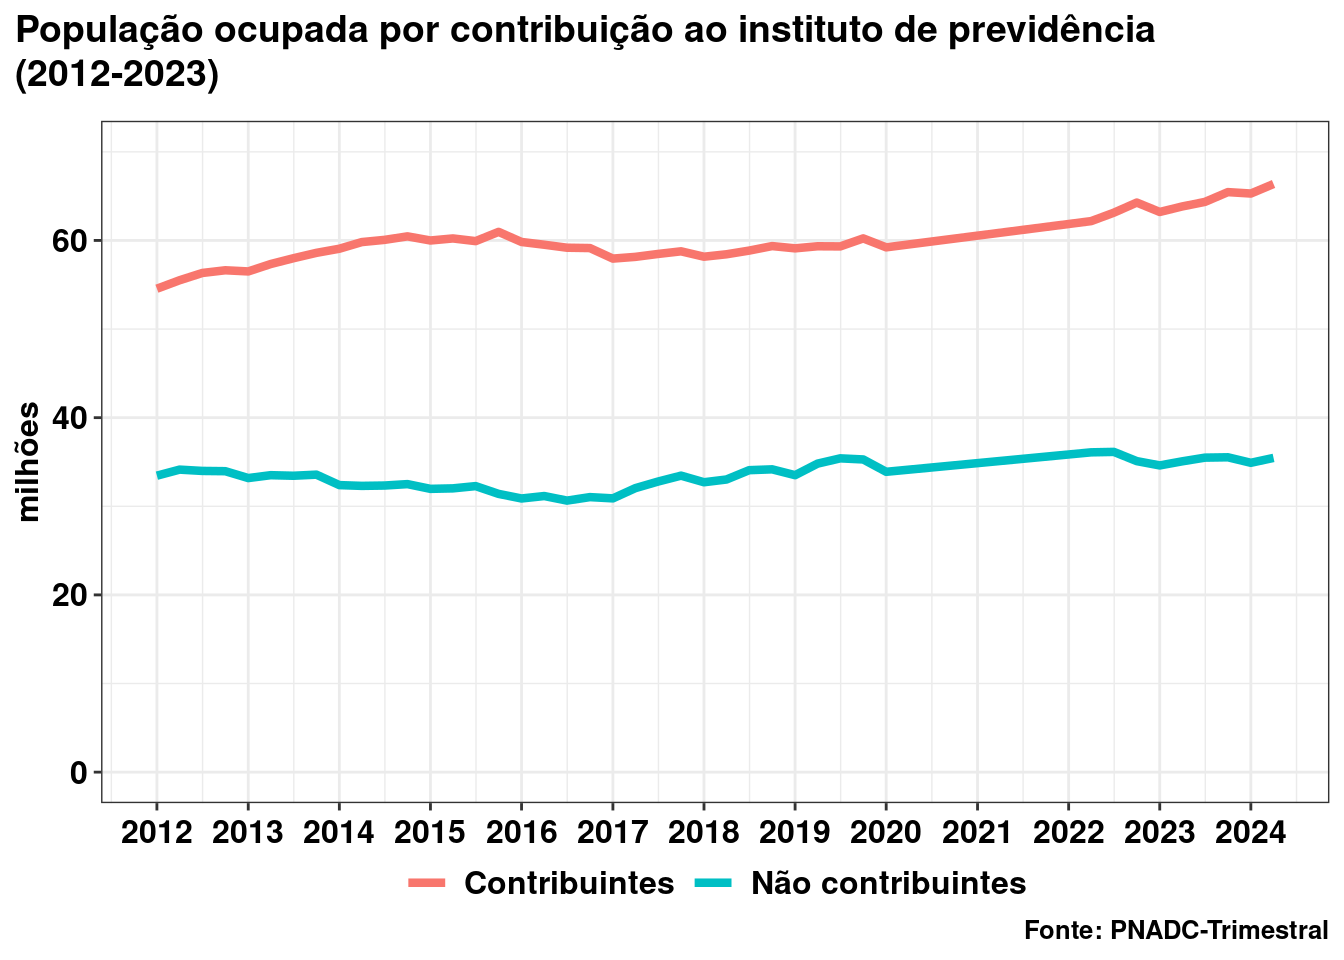 População ocupada por contribuição ao instituto de previdência
(2012-2023)
milhões
60
40
20
0
2012 2013 2014 2015 2016 2017 2018 2019 2020 2021 2022 2023 2024
Contribuintes Não contribuintes
Fonte: PNADC-Trimestral